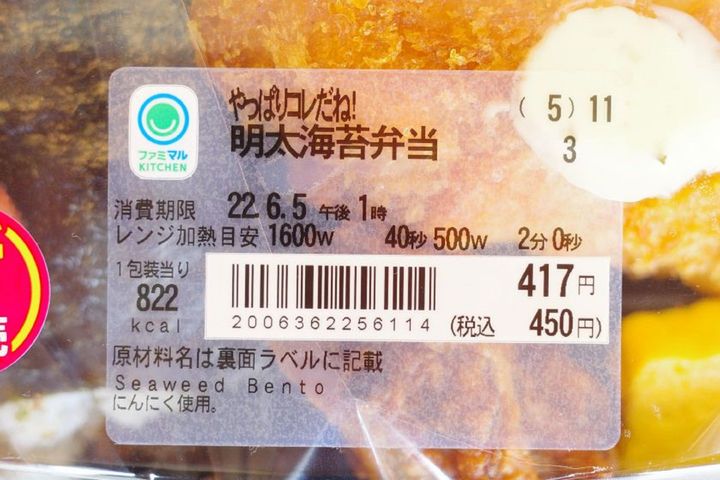 やっぱりコレだね!
明太海苔弁当
(5)11
3
ファミマル
KITCHEN
消費期限 22.6.5 午後1時
レンジ加熱目安 1600w 40秒 500w 2分0秒
1包装当り
822
kcal
417円
2006362256114
(税込 450円)
原材料名は裏面ラベルに記載
Seaweed Bento
にんにく使用。